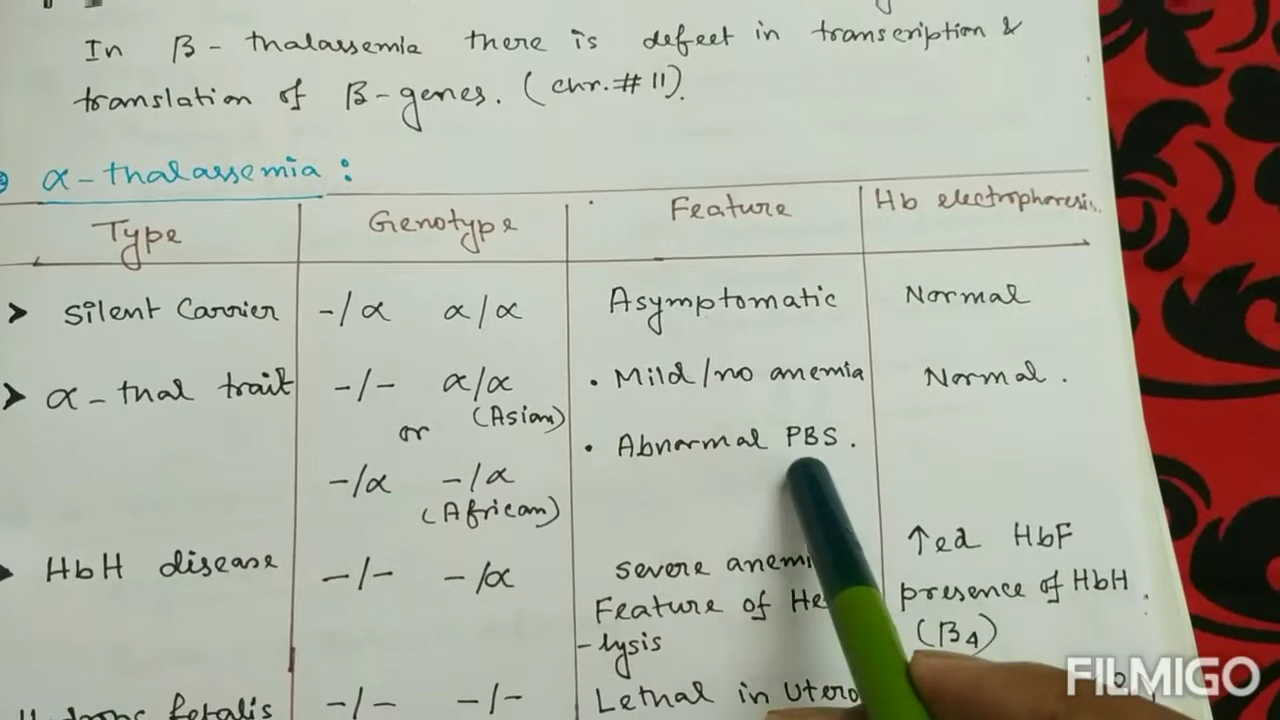 In β - thalassemia there is defect in transcription &
translation of β-genes. (chr. # 11).
α - thalassemia :
Type Genotype Feature Hb electrophoresis
➤ Silent Carrier -/α α/α Asymptomatic Normal
➤ α - thal trait -/- α/α • Mild/no anemia Normal .
or (Asian)
• Abnormal PBS .
-/α -/α
(African)
HbH disease -/- -/α severe anemi ↑ed HbF
Feature of He presence of HbH
-lysis (β4)
fetalis -/- -/- Lethal in Utero
FILMIGO